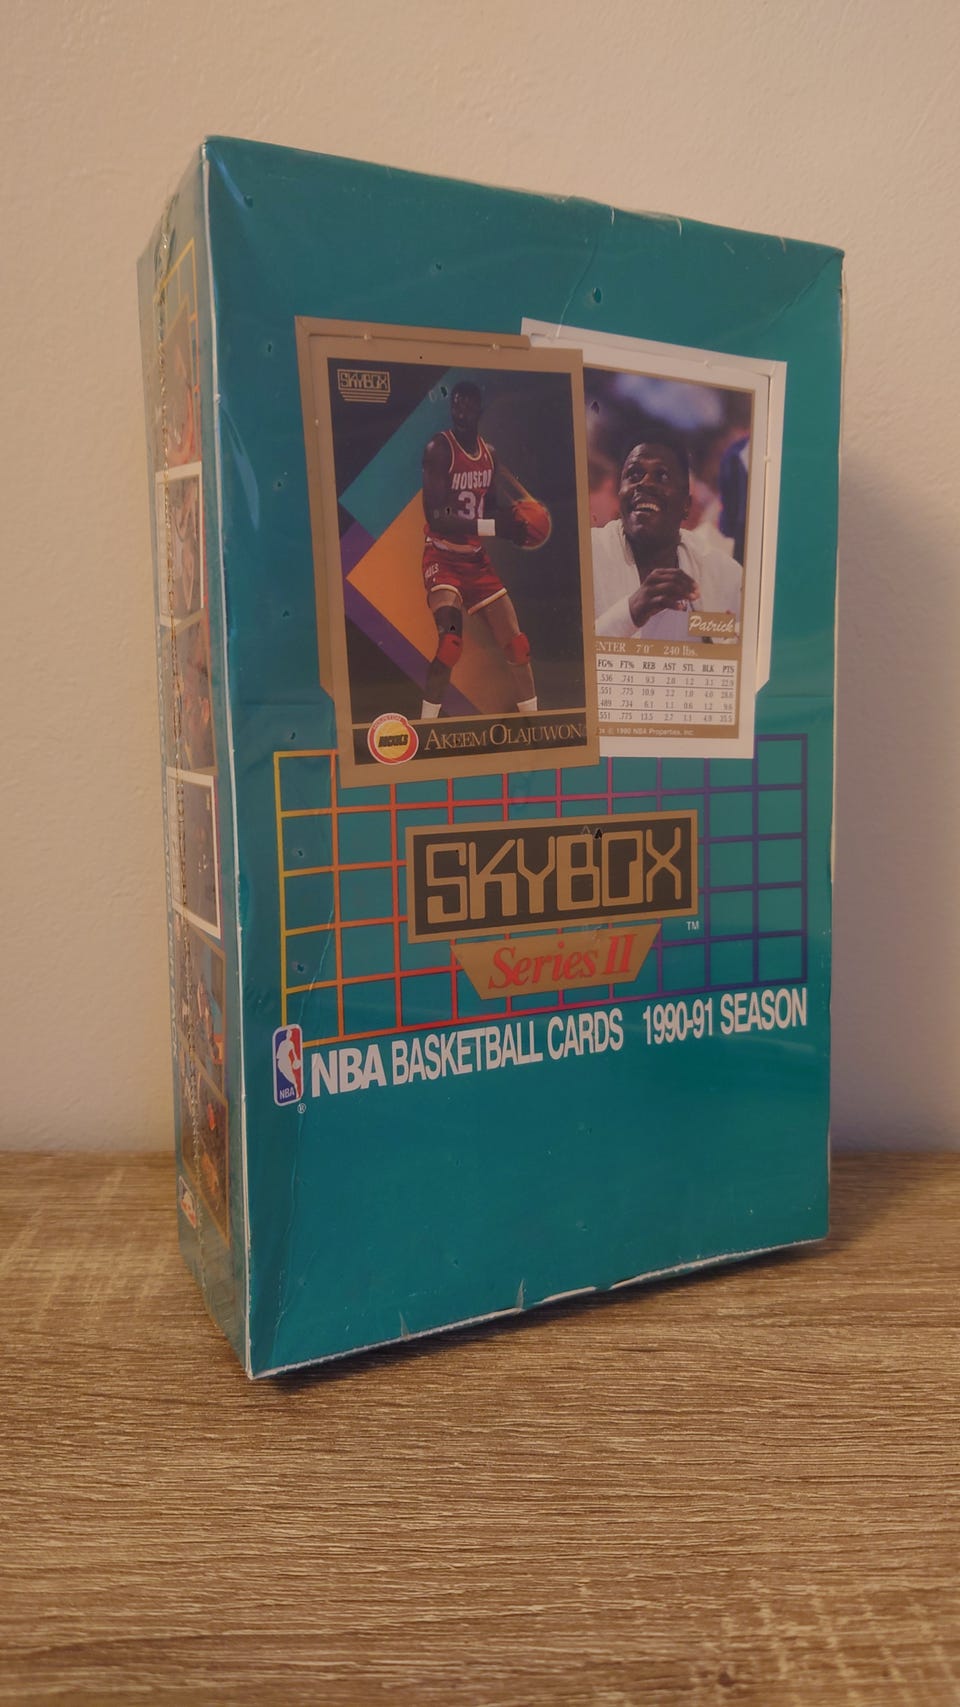 SKYBOX
HOUSTON
AKEEM OLAJUWON
Patrick
ENTER 7'0" 240 lbs.
FG% FT% REB AST STL BLK PTS
.536 .741 9.3 2.0 1.2 3.1 22.9
.551 .775 10.9 2.2 1.0 4.0 28.6
.489 .734 6.1 1.1 0.6 1.2 9.6
.551 .775 13.5 2.7 1.1 4.9 35.5
© 1990 NBA Properties, Inc.
SKYBOX
TM
Series II
NBA BASKETBALL CARDS 1990-91 SEASON
NBA
®